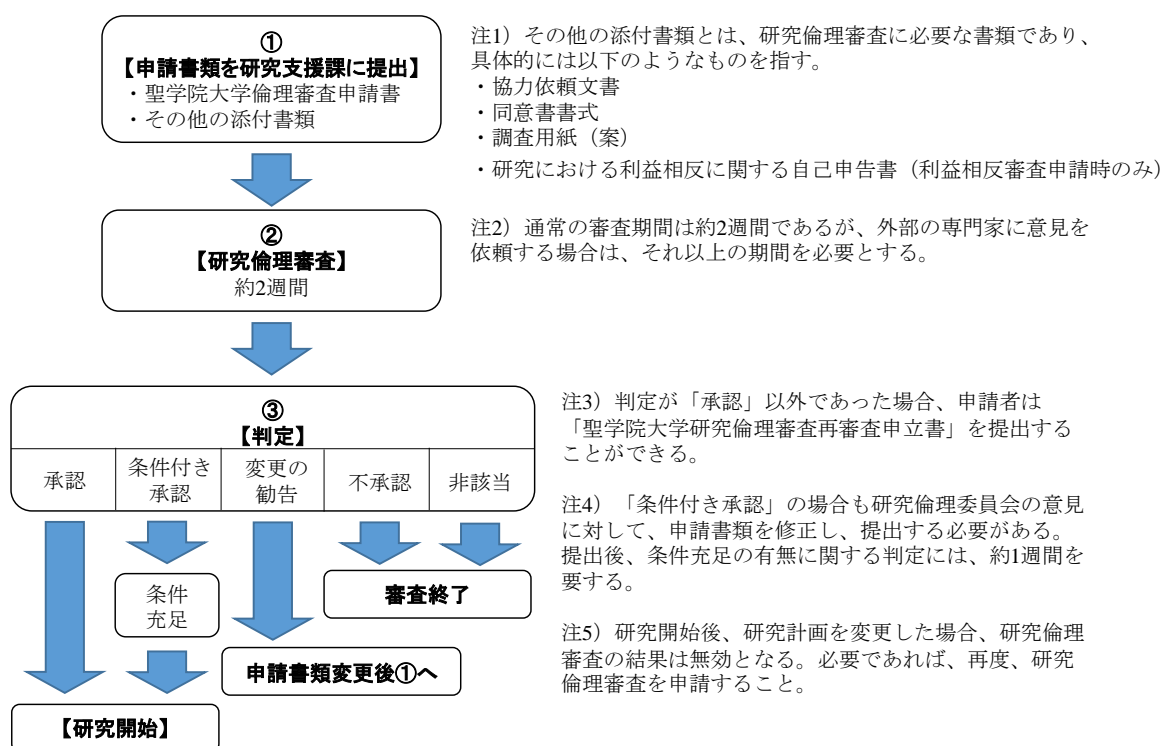 ①
【申請書類を研究支援課に提出】
・聖学院大学倫理審査申請書
・その他の添付書類
注1）その他の添付書類とは、研究倫理審査に必要な書類であり、
具体的には以下のようなものを指す。
・協力依頼文書
・同意書書式
・調査用紙（案）
・研究における利益相反に関する自己申告書（利益相反審査申請時のみ）
②
【研究倫理審査】
約2週間
注2）通常の審査期間は約2週間であるが、外部の専門家に意見を
依頼する場合は、それ以上の期間を必要とする。
③
【判定】
承認
条件付き
承認
変更の
勧告
不承認
非該当
注3）判定が「承認」以外であった場合、申請者は
「聖学院大学研究倫理審査再審査申立書」を提出する
ことができる。
注4）「条件付き承認」の場合も研究倫理委員会の意見
に対して、申請書類を修正し、提出する必要がある。
提出後、条件充足の有無に関する判定には、約1週間を
要する。
条件
充足
審査終了
申請書類変更後①へ
【研究開始】
注5）研究開始後、研究計画を変更した場合、研究倫理
審査の結果は無効となる。必要であれば、再度、研究
倫理審査を申請すること。